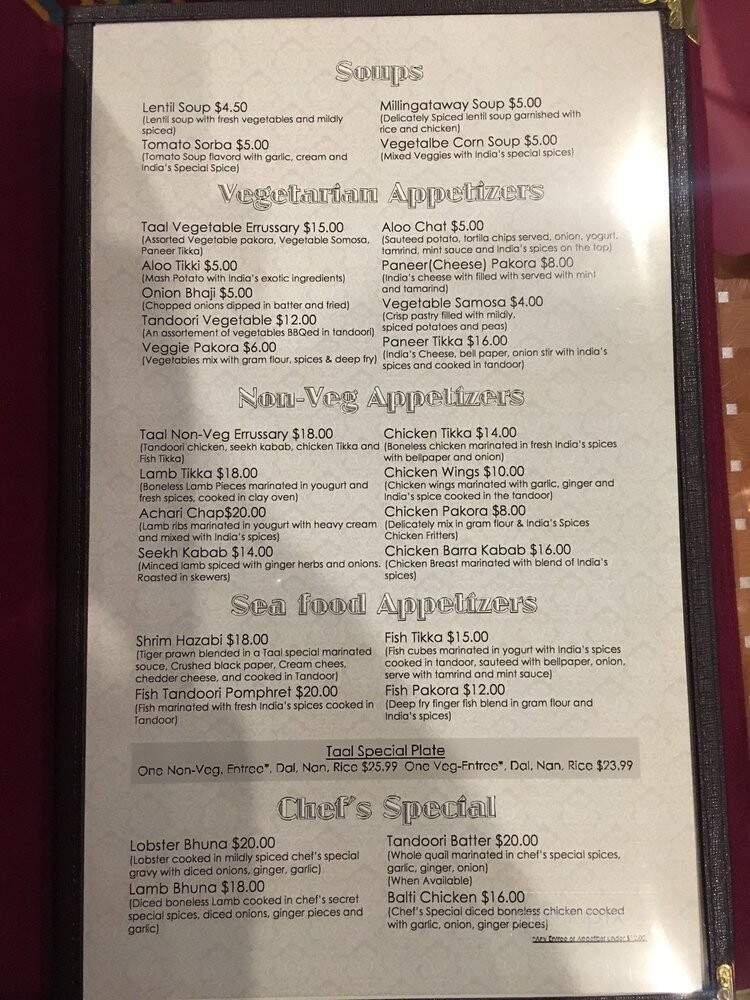 Soups
Lentil Soup $4.50
(Lentil soup with fresh vegetables and mildly
spiced)
Tomato Sorba $5.00
(Tomato Soup flavord with garlic, cream and
India's Special Spice)
Millingataway Soup $5.00
(Delicately Spiced lentil soup garnished with
rice and chicken)
Vegetalbe Corn Soup $5.00
(Mixed Veggies with India's special spices)
Vegetarian Appetizers
Taal Vegetable Errussary $15.00
(Assorted Vegetable pakora, Vegetable Somosa,
Paneer Tikka)
Aloo Tikki $5.00
(Mash Potato with India's exotic ingredients)
Onion Bhaji $5.00
(Chopped onions dipped in batter and fried)
Tandoori Vegetable $12.00
(An assortement of vegetables BBQed in tandoori)
Veggie Pakora $6.00
(Vegetables mix with gram flour, spices & deep fry)
Aloo Chat $5.00
(Sauteed potato, tortila chips served, onion, yogurt,
tamrind, mint sauce and India's spices on the top)
Paneer(Cheese) Pakora $8.00
(India's cheese with filled with served with mint
and tamarind)
Vegetable Samosa $4.00
(Crisp pastry filled with mildly,
spiced potatoes and peas)
Paneer Tikka $16.00
(India's Cheese, bell paper, onion stir with India's
spices and cooked in tandoor)
Non-Veg Appetizers
Taal Non-Veg Errussary $18.00
(Tandoori chicken, seekh kabab, chicken Tikka and
Fish Tikka)
Lamb Tikka $18.00
(Boneless Lamb Pieces marinated in yogurt and
fresh spices, cooked in clay oven)
Achari Chap$20.00
(Lamb ribs marinated in yogurt with heavy cream
and mixed with India's spices)
Seekh Kabab $14.00
(Minced lamb spiced with ginger herbs and onions.
Roasted in skewers)
Chicken Tikka $14.00
(Boneless chicken marinated in fresh India's spices
with bellpaper and onion)
Chicken Wings $10.00
(Chicken wings marinated with garlic, ginger and
India's spice cooked in the tandoor)
Chicken Pakora $8.00
(Delicately mix in gram flour & India's Spices
Chicken Fritters)
Chicken Barra Kabab $16.00
(Chicken Breast marinated with blend of India's
spices)
Sea food Appetizers
Shrim Hazabi $18.00
(Tiger prawn blended in a Taal special marinated
souce, Crushed black paper, Cream chees,
chedder cheese, and cooked in Tandoor)
Fish Tandoori Pomphret $20.00
(Fish marinated with fresh India's spices cooked in
Tandoor)
Fish Tikka $15.00
(Fish cubes marinated in yogurt with India's spices
cooked in tandoor, sauteed with bellpaper, onion,
serve with tamrind and mint sauce)
Fish Pakora $12.00
(Deep fry finger fish blend in gram flour and
India's spices)
Taal Special Plate
One Non-Veg, Entree*, Dal, Nan, Rice $25.99 One Veg-Entree*, Dal, Nan, Rice $23.99
Chef's Special
Lobster Bhuna $20.00
(Lobster cooked in mildly spiced chef's special
gravy with diced onions, ginger, garlic)
Lamb Bhuna $18.00
(Diced boneless Lamb cooked in chef's secret
special spices, diced onions, ginger pieces and
garlic)
Tandoori Batter $20.00
(Whole quail marinated in chef's special spices,
garlic, ginger, onion)
(When Available)
Balti Chicken $16.00
(Chef's Special diced boneless chicken cooked
with garlic, onion, ginger pieces)
*Any Entree or Appetizer under